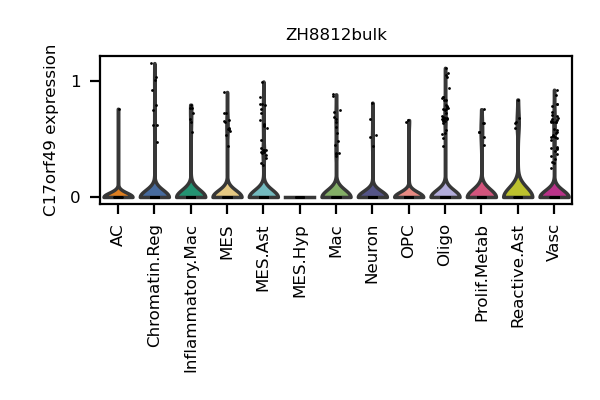 ZH8812bulk
C17orf49 expression
1
0
AC
Chromatin.Reg
Inflammatory.Mac
MES
MES.Ast
MES.Hyp
Mac
Neuron
OPC
Oligo
Prolif.Metab
Reactive.Ast
Vasc